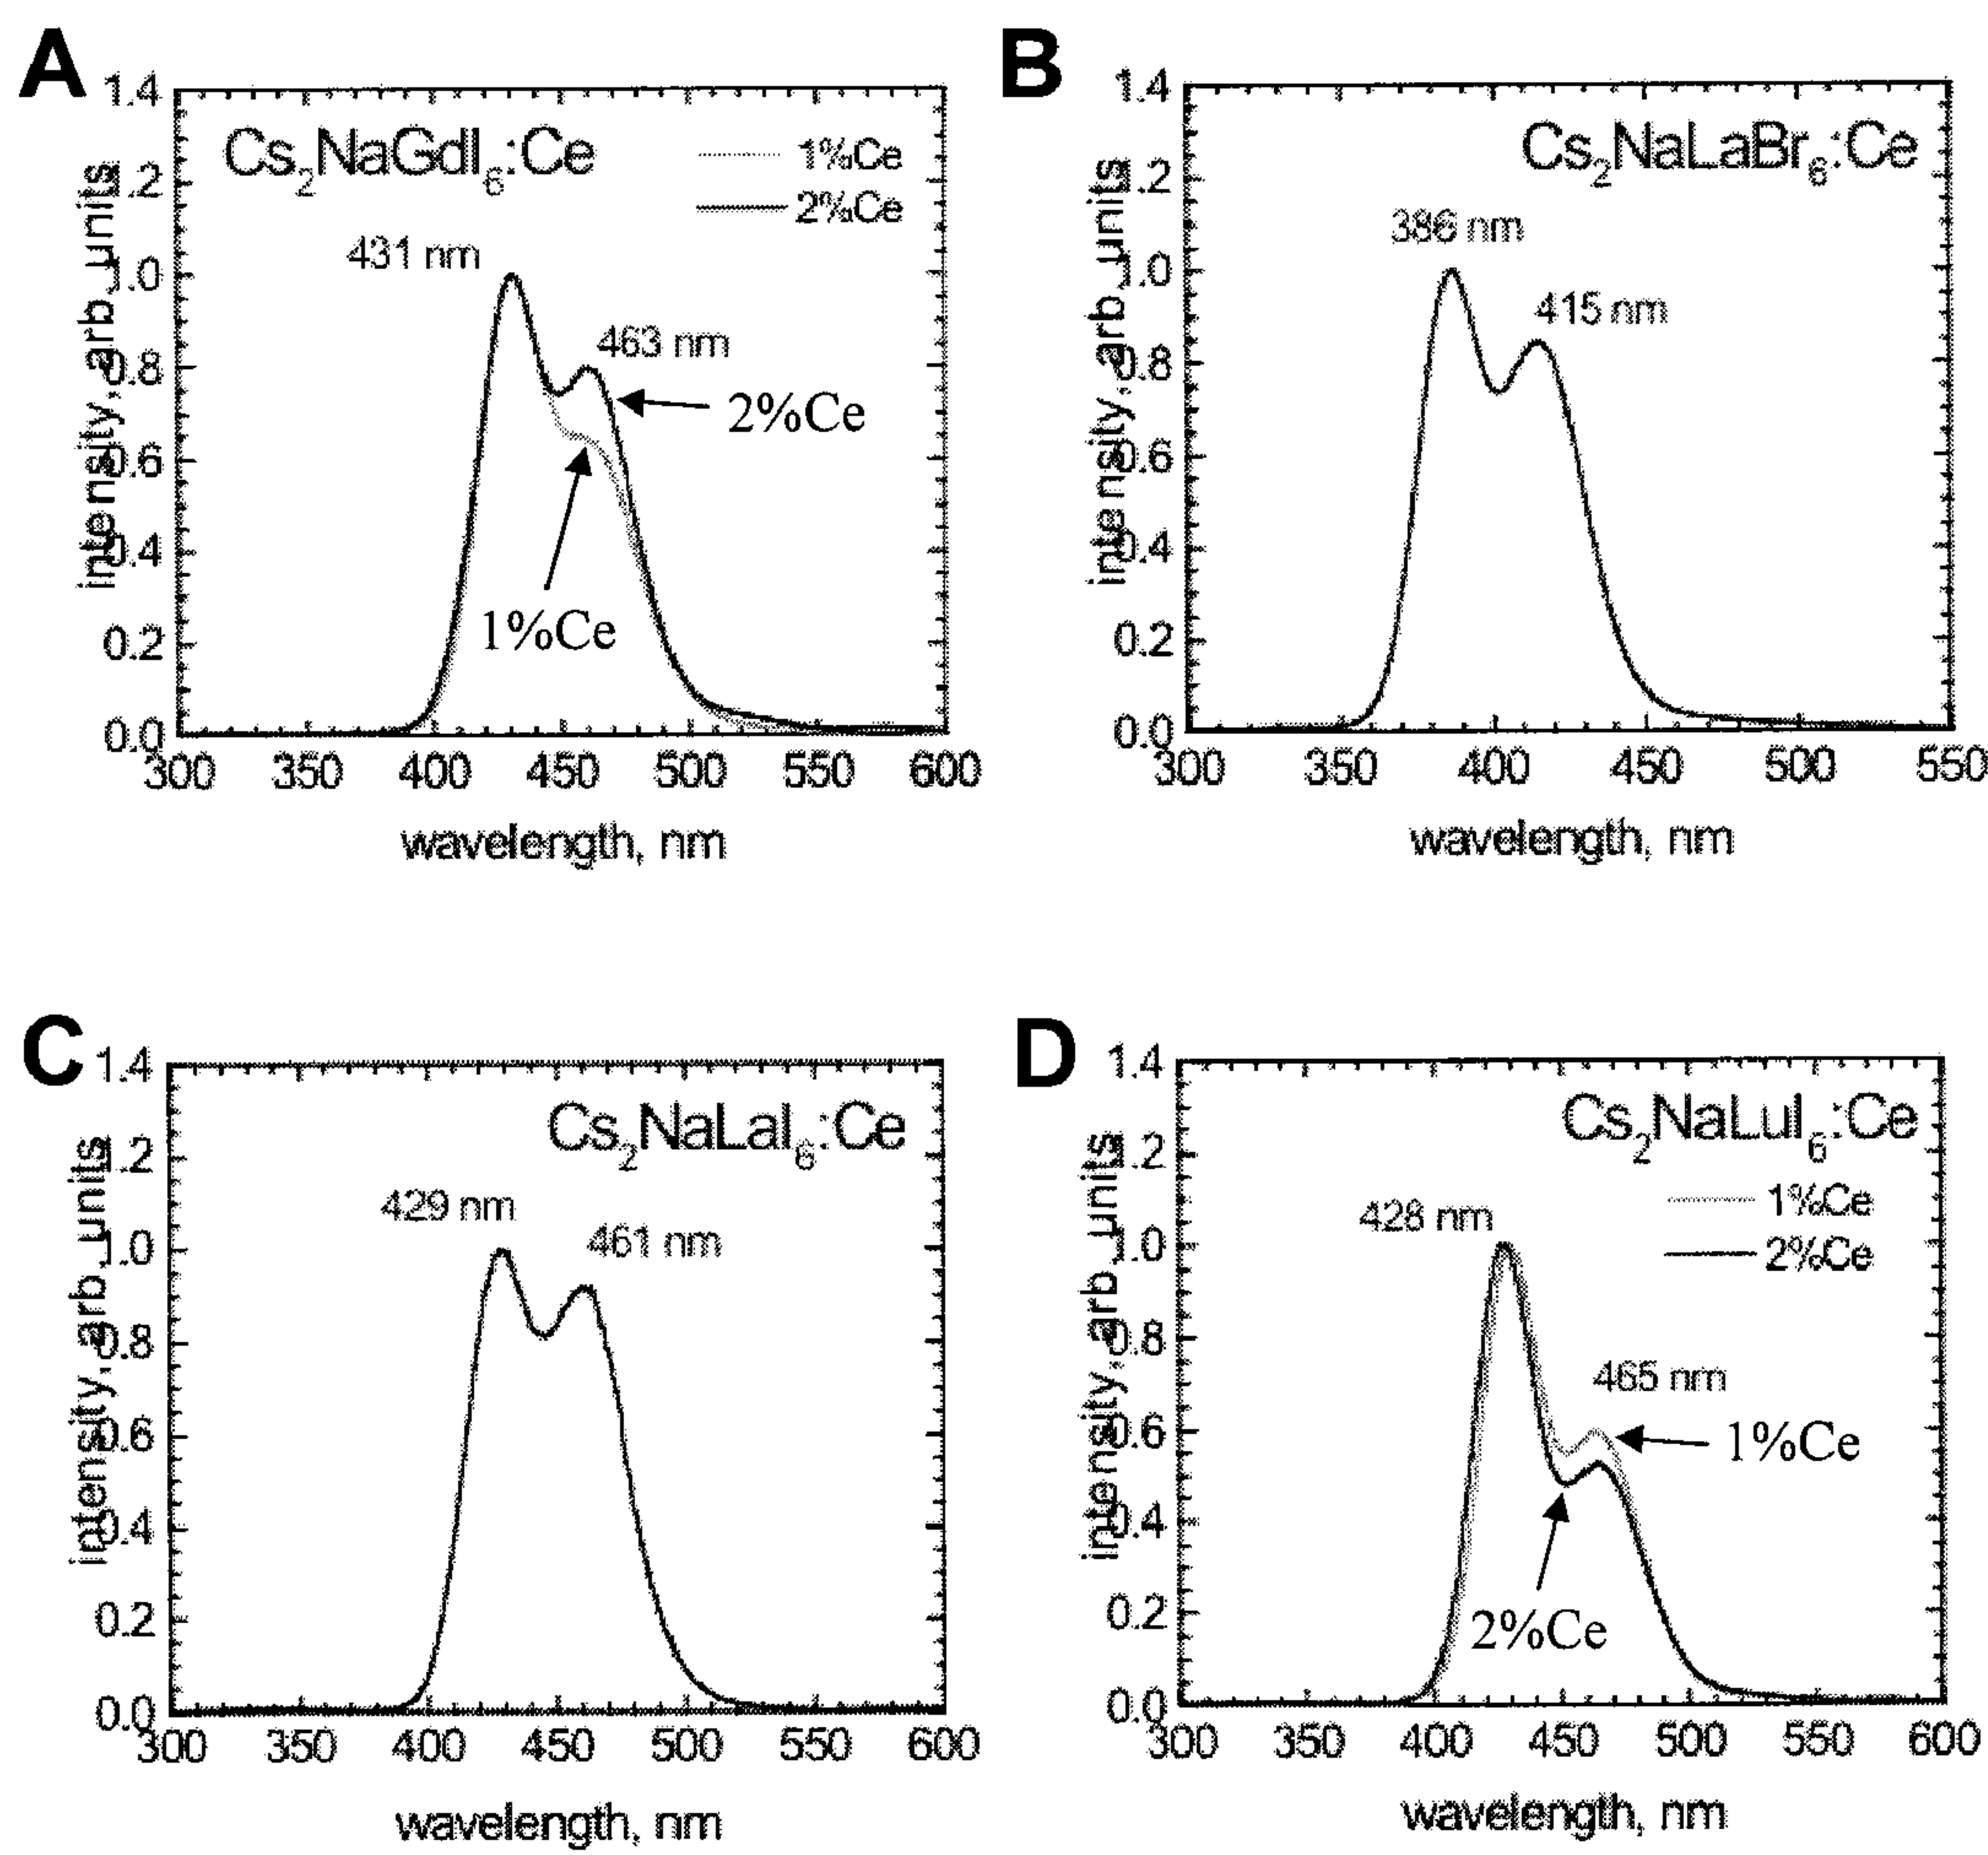 A
Cs2NaGdI6:Ce
1%Ce
2%Ce
431 nm
463 nm
2%Ce
1%Ce
1.4
1.2
1.0
0.8
0.6
0.4
0.2
0.0
intensity, arb. units
300 350 400 450 500 550 600
wavelength, nm
B
Cs2NaLaBr6:Ce
386 nm
415 nm
1.4
1.2
1.0
0.8
0.6
0.4
0.2
0.0
intensity, arb. units
300 350 400 450 500 550
wavelength, nm
C
Cs2NaLaI6:Ce
429 nm
461 nm
1.4
1.2
1.0
0.8
0.6
0.4
0.2
0.0
intensity, arb. units
300 350 400 450 500 550 600
wavelength, nm
D
Cs2NaLuI6:Ce
1%Ce
2%Ce
428 nm
465 nm
1%Ce
2%Ce
1.4
1.2
1.0
0.8
0.6
0.4
0.2
0.0
intensity, arb. units
300 350 400 450 500 550 600
wavelength, nm